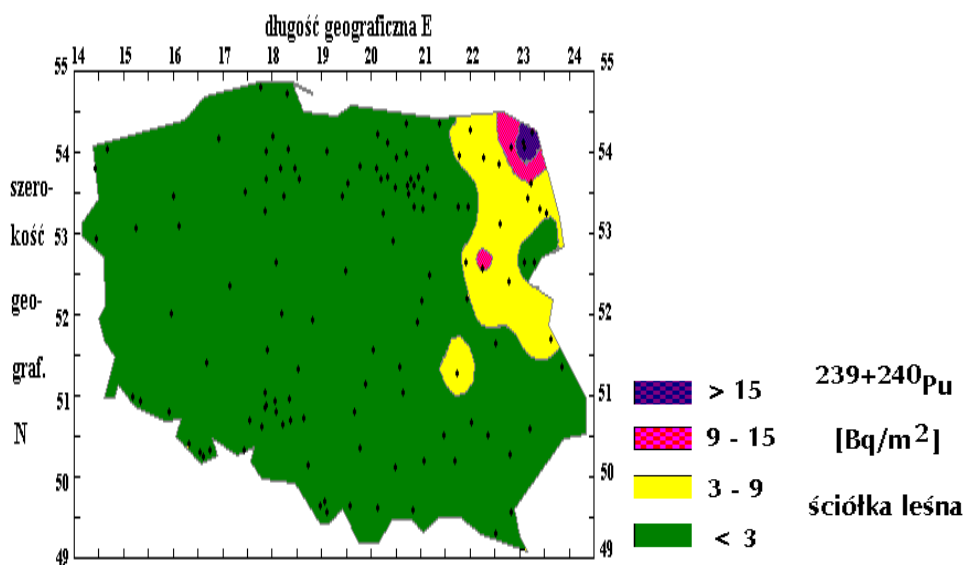 długość geograficzna E
14 15 16 17 18 19 20 21 22 23 24
55 55
54 54
szero-
kość
53 53
geo-
52 52
graf.
51 51
N
50 50
49 49
> 15
9 - 15
3 - 9
< 3
239+240Pu
[Bq/m2]
ściółka leśna